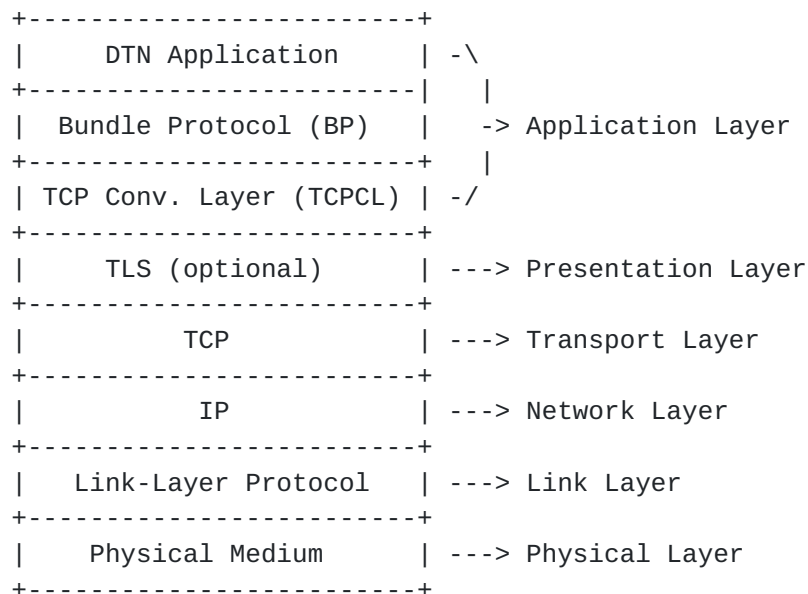 +-------------------------+
|      DTN Application     | -\
+-------------------------|   |
|  Bundle Protocol (BP)   |   -> Application Layer
+-------------------------+   |
| TCP Conv. Layer (TCPCL) | -/
+-------------------------+
|     TLS (optional)      | ---> Presentation Layer
+-------------------------+
|          TCP            | ---> Transport Layer
+-------------------------+
|           IP            | ---> Network Layer
+-------------------------+
|   Link-Layer Protocol   | ---> Link Layer
+-------------------------+
|    Physical Medium      | ---> Physical Layer
+-------------------------+